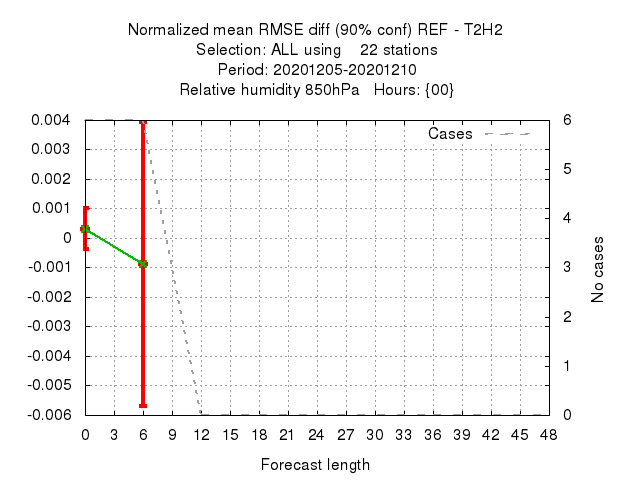 Normalized mean RMSE diff (90% conf) REF - T2H2
Selection: ALL using    22 stations
Period: 20201205-20201210
Relative humidity 850hPa   Hours: {00}
Cases
0.004
0.003
0.002
0.001
0
-0.001
-0.002
-0.003
-0.004
-0.005
-0.006
6
5
4
3
2
1
0
No cases
0 3 6 9 12 15 18 21 24 27 30 33 36 39 42 45 48
Forecast length